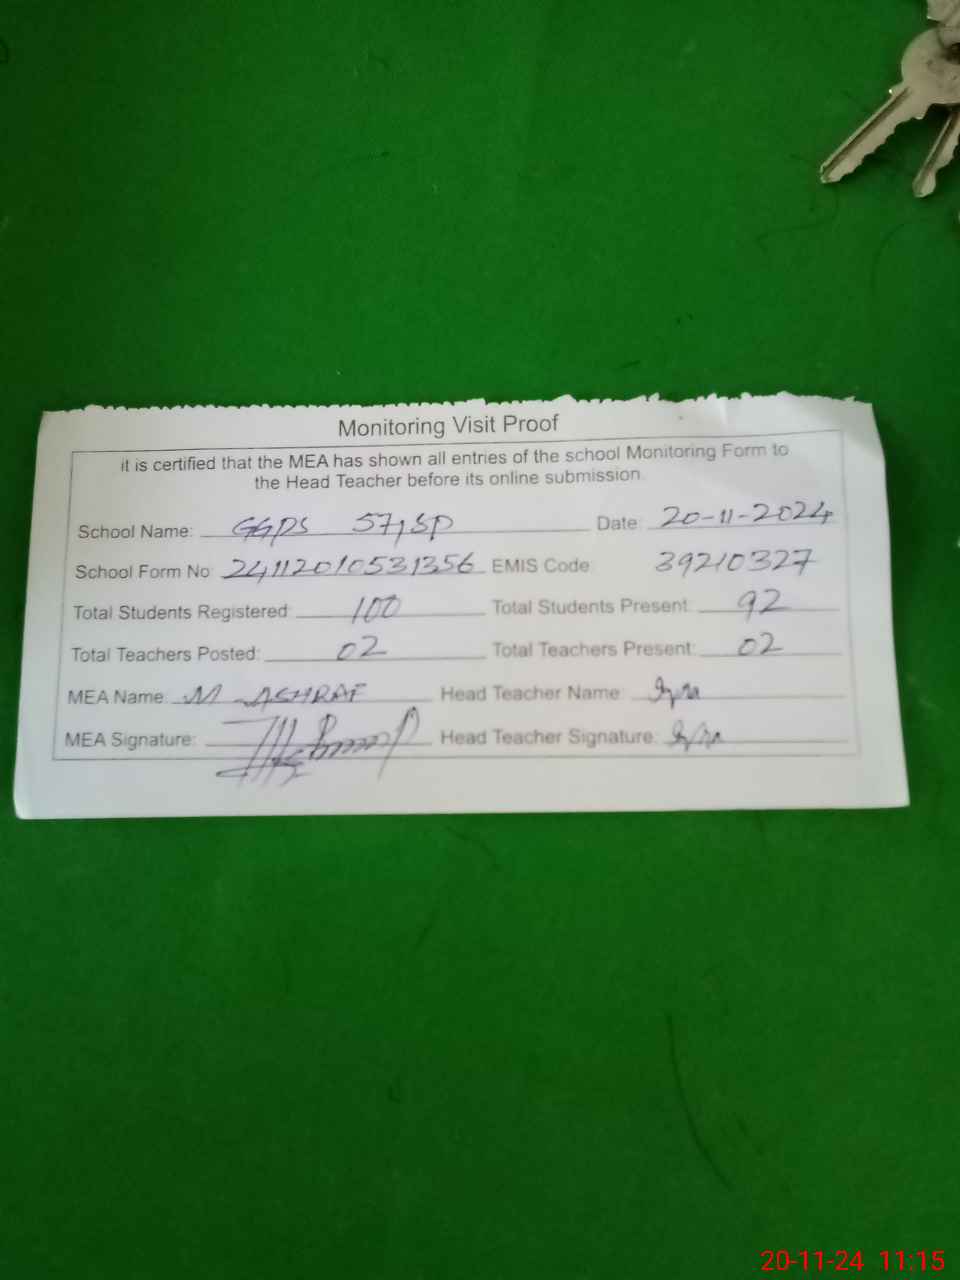 Monitoring Visit Proof
it is certified that the MEA has shown all entries of the school Monitoring Form to
the Head Teacher before its online submission.
School Name: GGPS 57/SP Date: 20-11-2024
School Form No: 24112010531356 EMIS Code: 39210327
Total Students Registered: 100 Total Students Present: 92
Total Teachers Posted: 02 Total Teachers Present: 02
MEA Name: M ASHRAF Head Teacher Name:
MEA Signature: Head Teacher Signature:
20-11-24 11:15